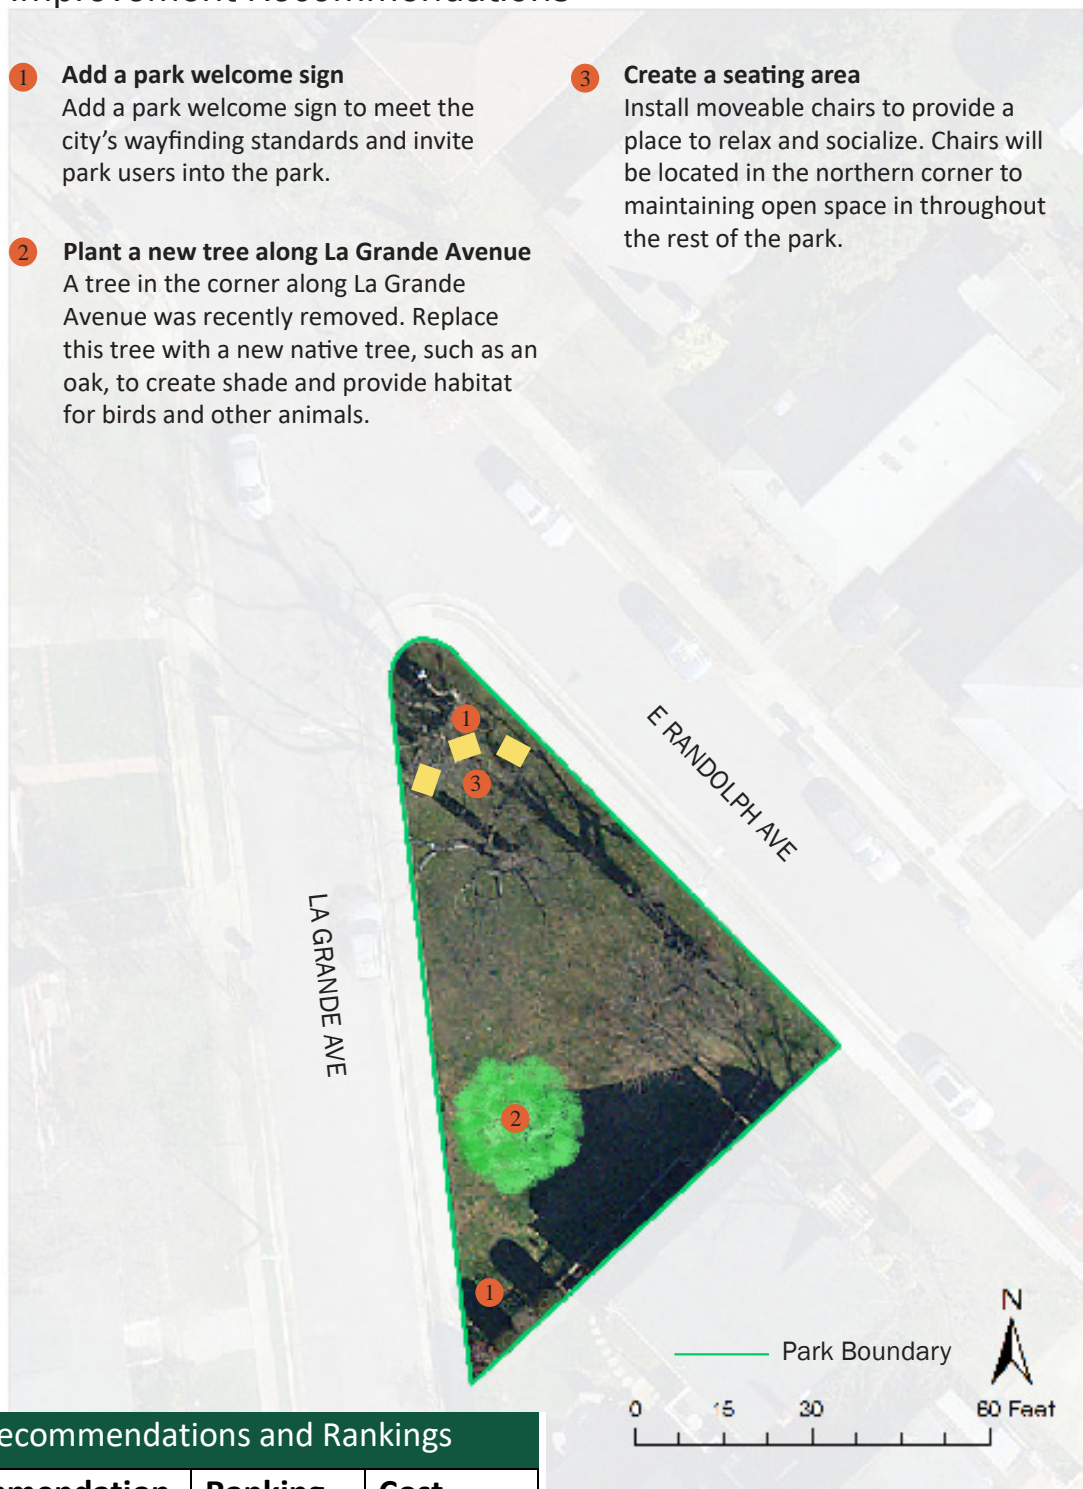 Improvement Recommendations
1 Add a park welcome sign
Add a park welcome sign to meet the
city's wayfinding standards and invite
park users into the park.
2 Plant a new tree along La Grande Avenue
A tree in the corner along La Grande
Avenue was recently removed. Replace
this tree with a new native tree, such as an
oak, to create shade and provide habitat
for birds and other animals.
3 Create a seating area
Install moveable chairs to provide a
place to relax and socialize. Chairs will
be located in the northern corner to
maintaining open space in throughout
the rest of the park.
1
3
E RANDOLPH AVE
LA GRANDE AVE
2
1
N
Park Boundary
0 15 30 60 Feet
ecommendations and Rankings
mendation Ranking Cost